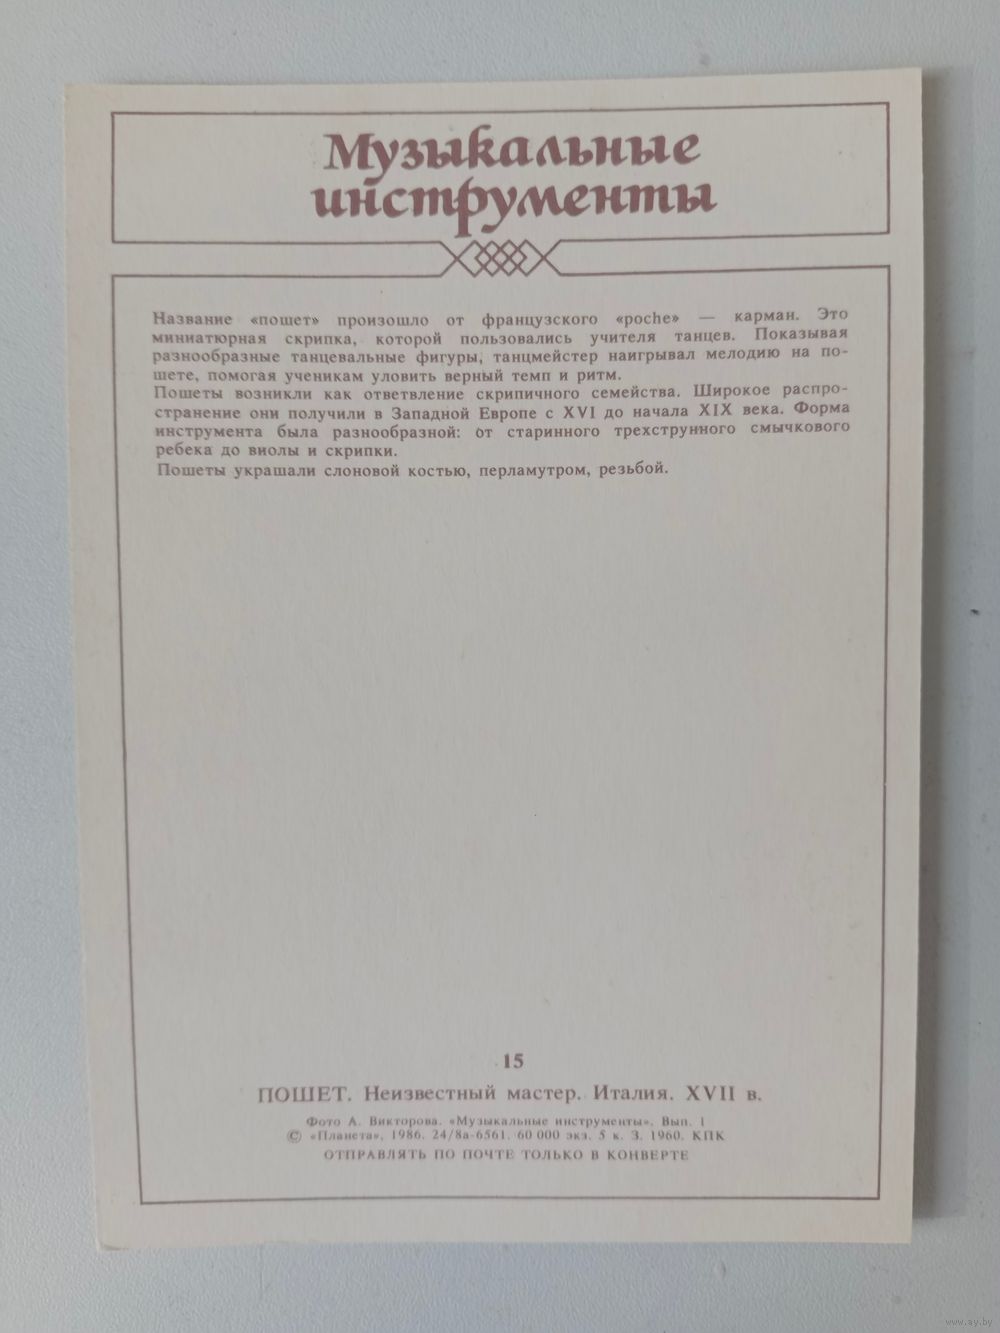 Музыкальные
инструменты
Название «пошет» произошло от французского «poche» — карман. Это
миниатюрная скрипка, которой пользовались учителя танцев. Показывая
разнообразные танцевальные фигуры, танцмейстер наигрывал мелодию на по-
шете, помогая ученикам уловить верный темп и ритм.
Пошеты возникли как ответвление скрипичного семейства. Широкое распро-
странение они получили в Западной Европе с XVI до начала XIX века. Форма
инструмента была разнообразной: от старинного трехструнного смычкового
ребека до виолы и скрипки.
Пошеты украшали слоновой костью, перламутром, резьбой.
15
ПОШЕТ. Неизвестный мастер. Италия. XVII в.
Фото А. Викторова. «Музыкальные инструменты». Вып. 1
© «Планета», 1986. 24/8а-6561. 60 000 экз. 5 к. З. 1960. КПК
ОТПРАВЛЯТЬ ПО ПОЧТЕ ТОЛЬКО В КОНВЕРТЕ
www.ay.by